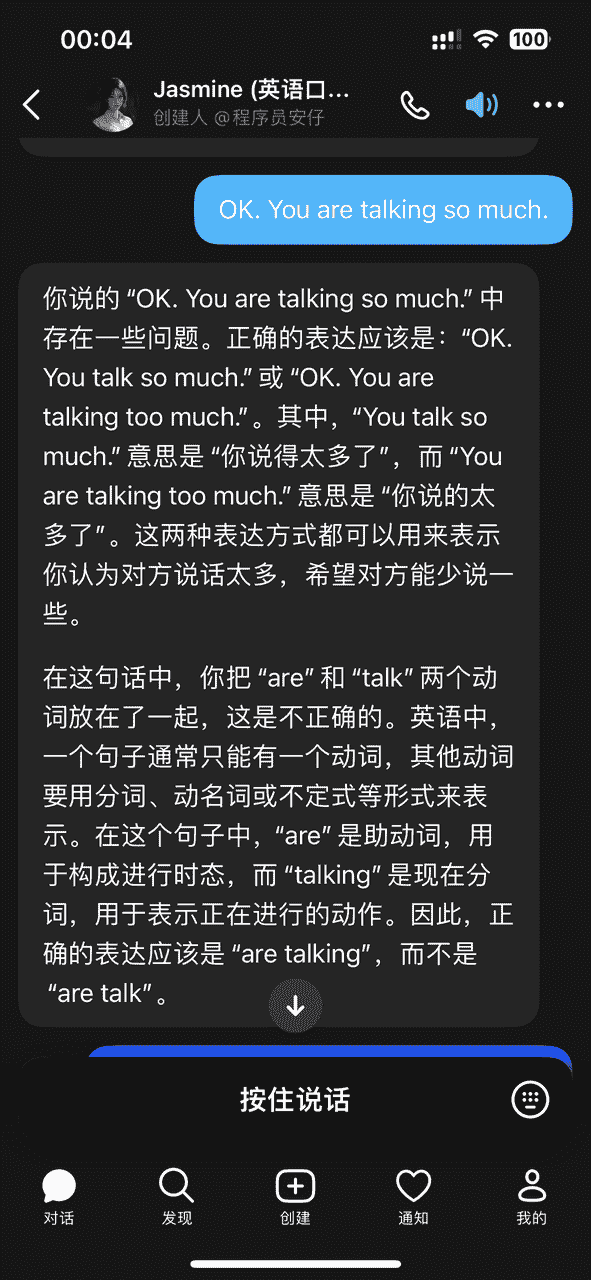 00:04
100
Jasmine (英语口...
创建人 @程序员安仔
OK. You are talking so much.
你说的 “OK. You are talking so much.” 中
存在一些问题。正确的表达应该是：“OK.
You talk so much.” 或 “OK. You are
talking too much.” 。其中，“You talk so
much.” 意思是 “你说得太多了”，而 “You
are talking too much.” 意思是 “你说的太
多了” 。这两种表达方式都可以用来表示
你认为对方说话太多，希望对方能少说一
些。
在这句话中，你把 “are” 和 “talk” 两个动
词放在了一起，这是不正确的。英语中，
一个句子通常只能有一个动词，其他动词
要用分词、动名词或不定式等形式来表
示。在这个句子中，“are” 是助动词，用
于构成进行时态，而 “talking” 是现在分
词，用于表示正在进行的动作。因此，正
确的表达应该是 “are talking”，而不是
“are talk” 。
按住说话
对话 发现 创建 通知 我的